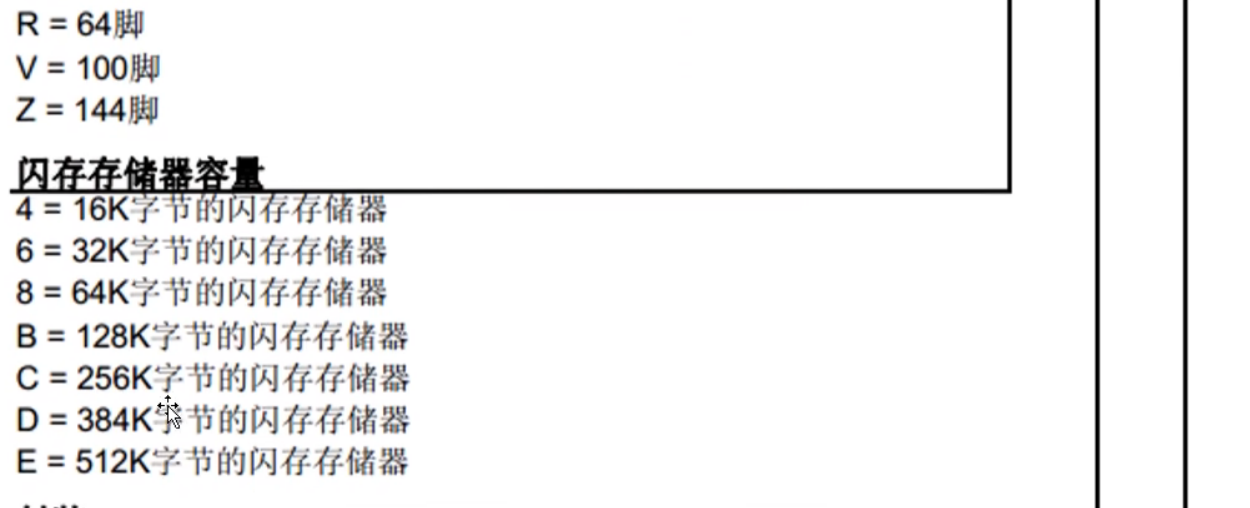 R = 64脚
V = 100脚
Z = 144脚
闪存存储器容量
4 = 16K字节的闪存存储器
6 = 32K字节的闪存存储器
8 = 64K字节的闪存存储器
B = 128K字节的闪存存储器
C = 256K字节的闪存存储器
D = 384K字节的闪存存储器
E = 512K字节的闪存存储器